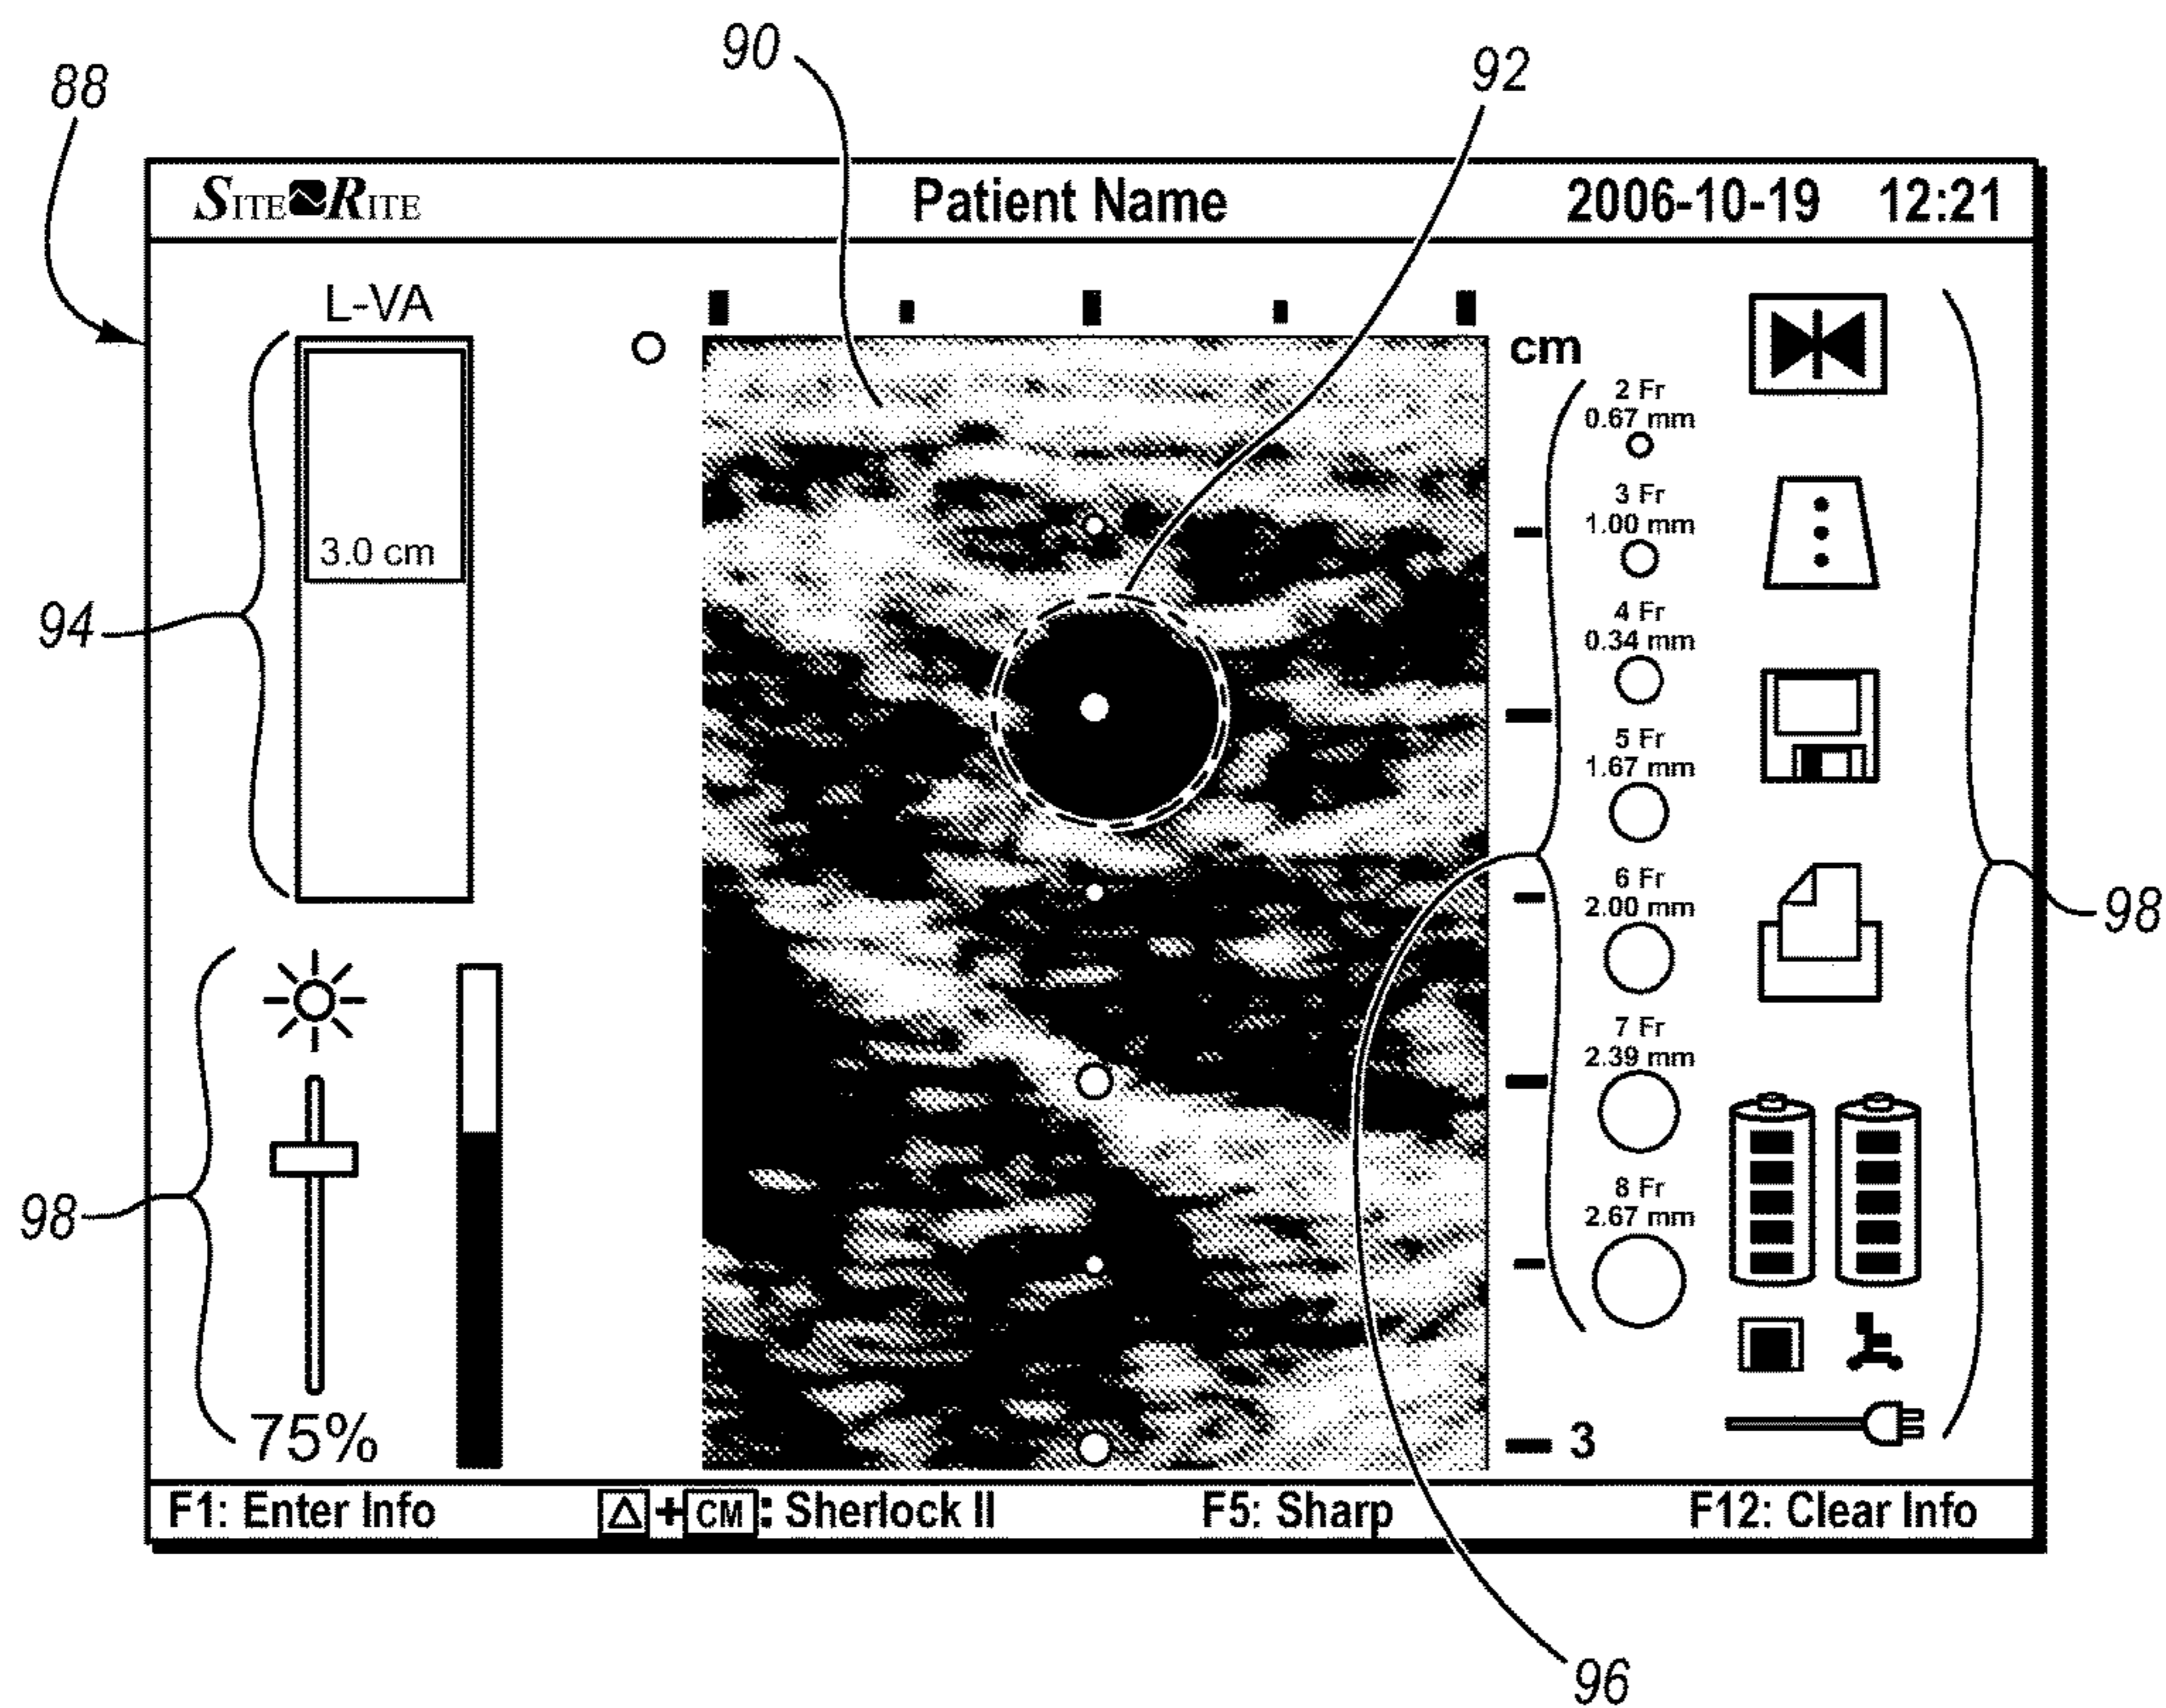 90
92
88
SITE RITE
Patient Name
2006-10-19 12:21
L-VA
cm
2 Fr
0.67 mm
3 Fr
1.00 mm
3.0 cm
94
4 Fr
0.34 mm
5 Fr
1.67 mm
6 Fr
2.00 mm
98
7 Fr
2.39 mm
8 Fr
2.67 mm
98
75%
3
F1: Enter Info
△+CM: Sherlock II
F5: Sharp
F12: Clear Info
96